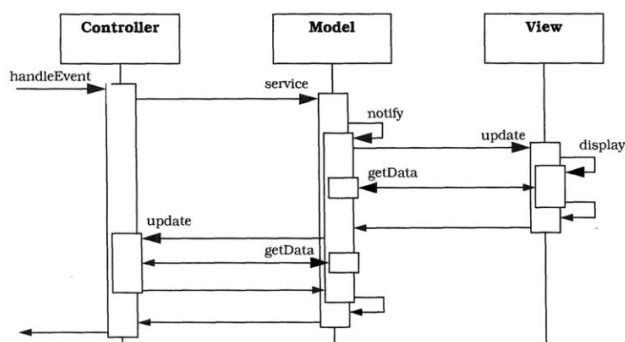 Controller
Model
View
handleEvent
service
notify
update
display
getData
update
getData